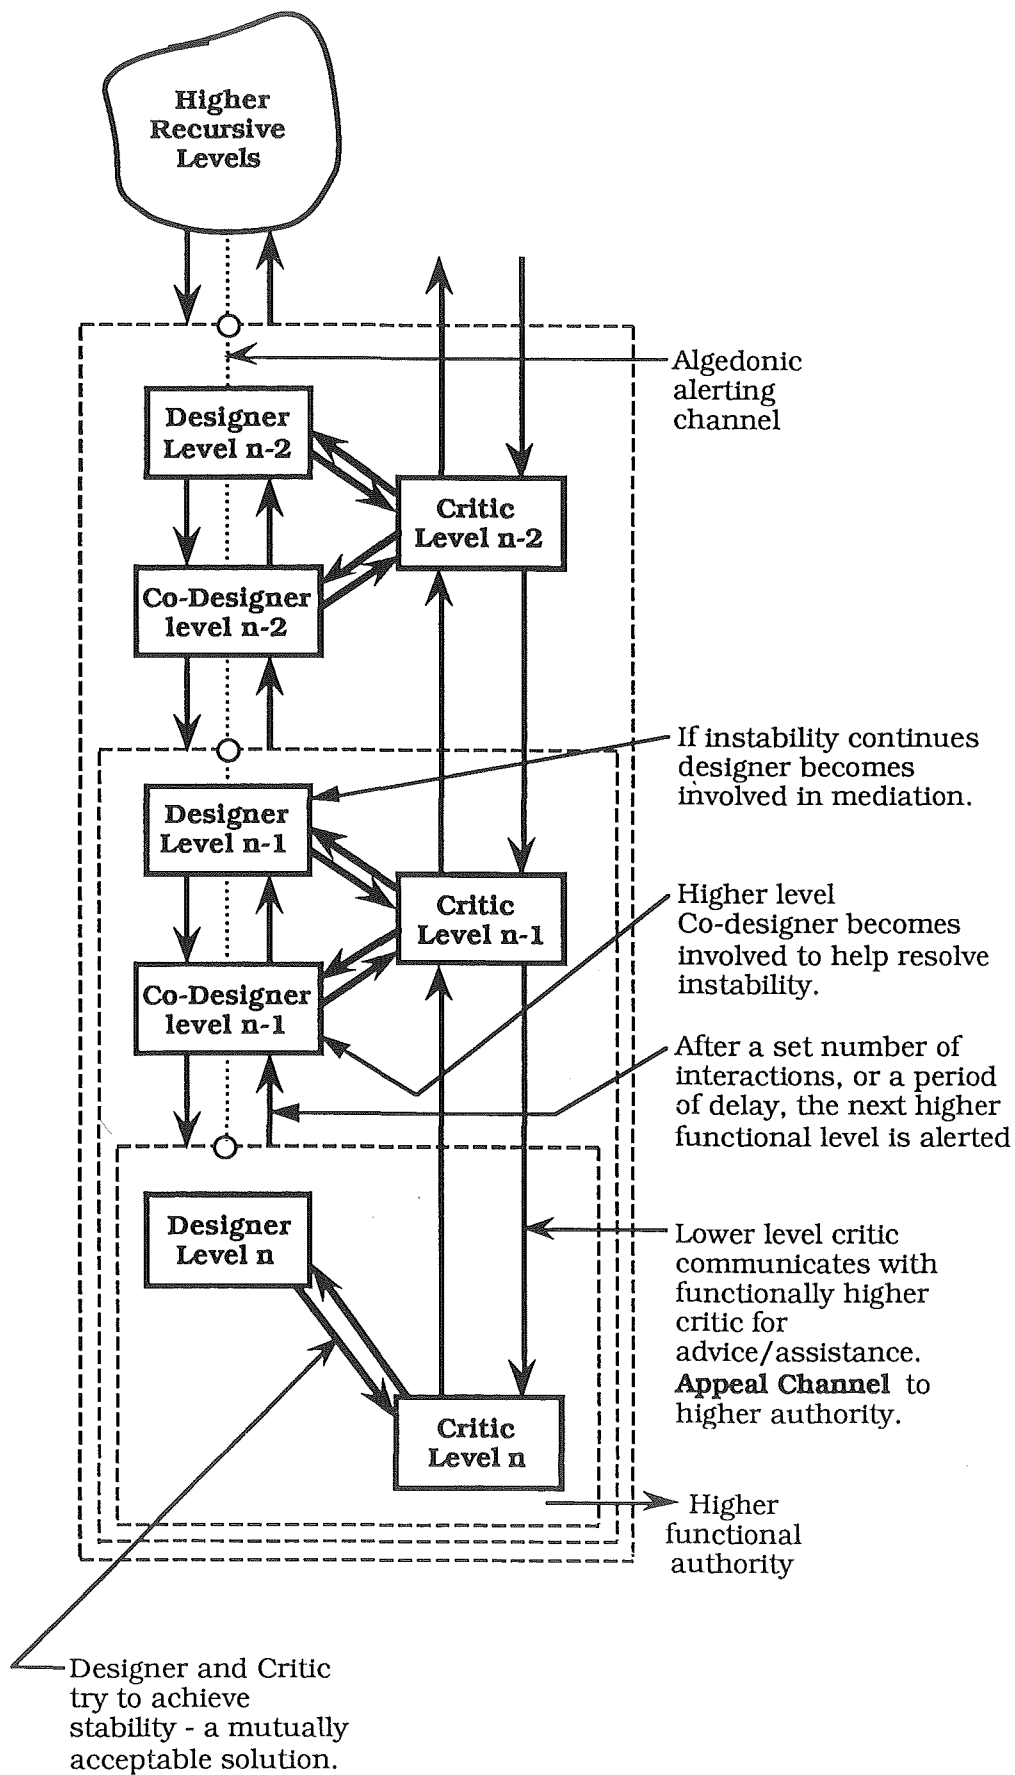 Higher
Recursive
Levels
Algedonic
alerting
channel
Designer
Level n-2
Critic
Level n-2
Co-Designer
level n-2
If instability continues
designer becomes
involved in mediation.
Designer
Level n-1
Higher level
Co-designer becomes
involved to help resolve
instability.
Critic
Level n-1
Co-Designer
level n-1
After a set number of
interactions, or a period
of delay, the next higher
functional level is alerted
Designer
Level n
Lower level critic
communicates with
functionally higher
critic for
advice/assistance.
Appeal Channel to
higher authority.
Critic
Level n
Higher
functional
authority
Designer and Critic
try to achieve
stability - a mutually
acceptable solution.